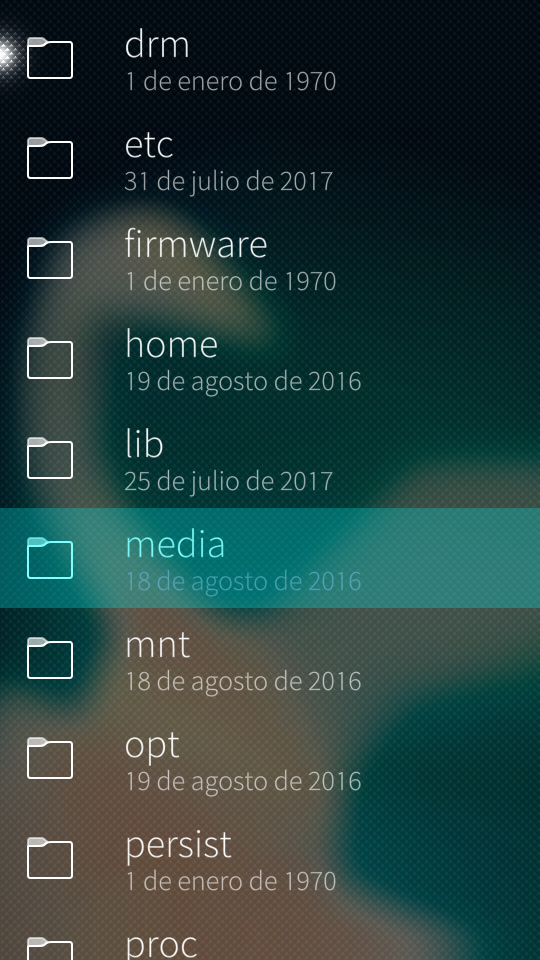 drm
1 de enero de 1970
etc
31 de julio de 2017
firmware
1 de enero de 1970
home
19 de agosto de 2016
lib
25 de julio de 2017
media
18 de agosto de 2016
mnt
18 de agosto de 2016
opt
19 de agosto de 2016
persist
1 de enero de 1970
proc